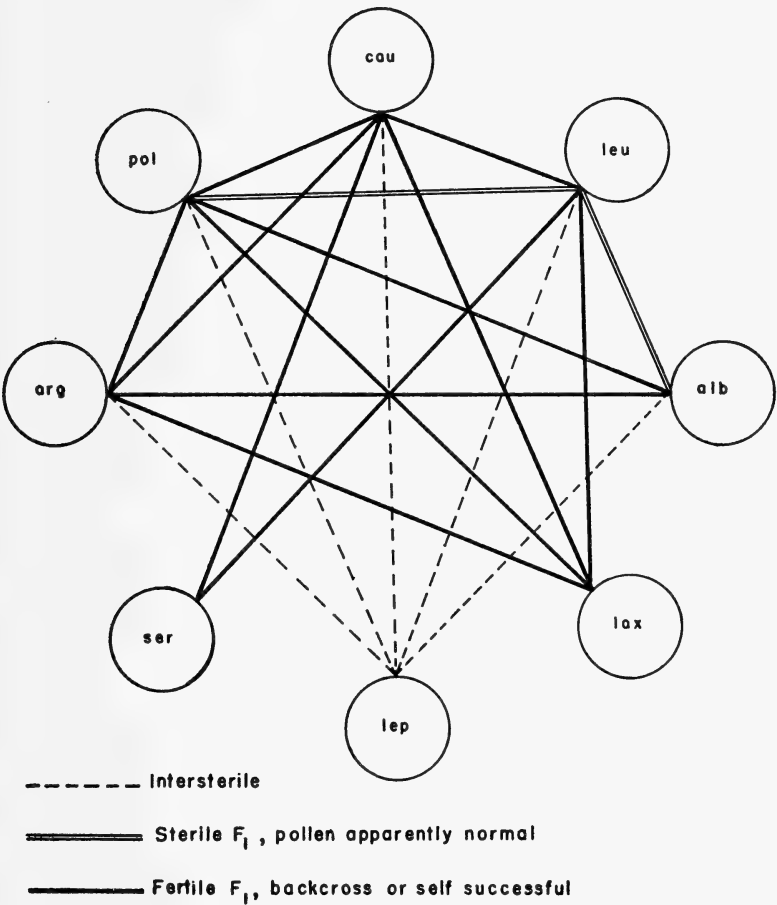 cau
pol
leu
arg
alb
ser
lax
lep
Intersterile
Sterile F₁, pollen apparently normal
Fertile F₁, backcross or self successful